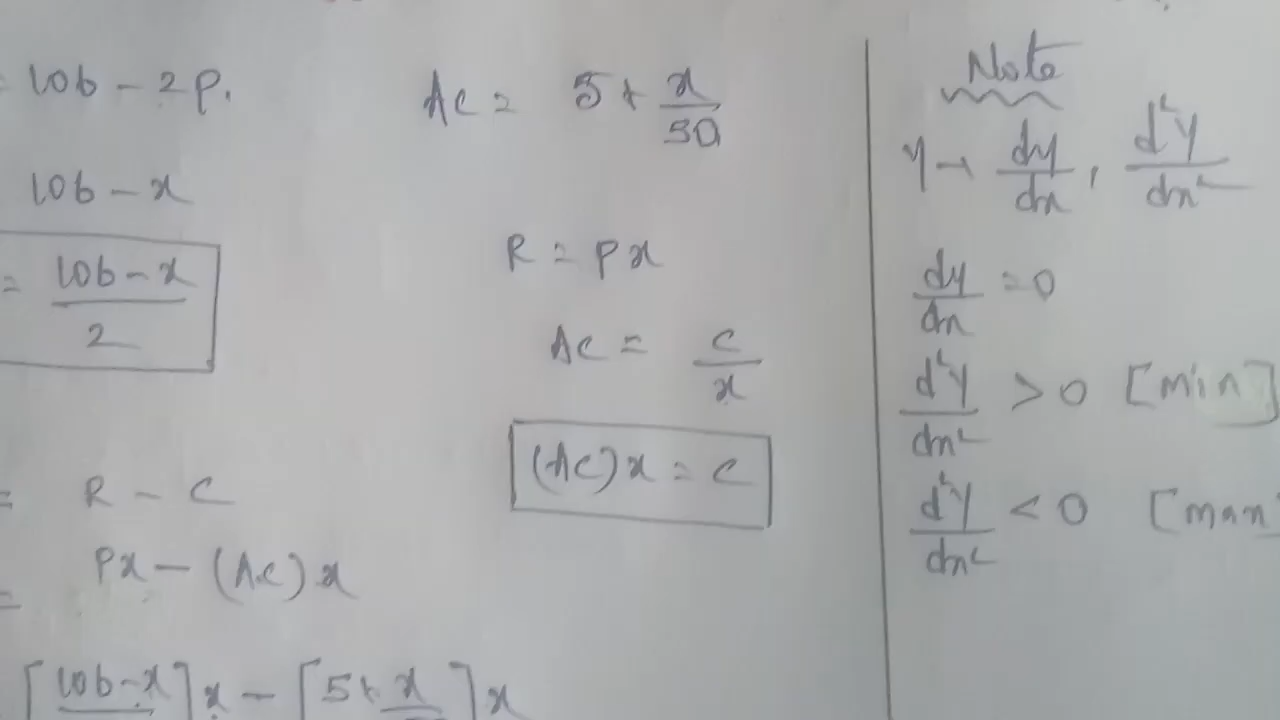 = 106 - 2p.
106 - x
= 106 - x / 2
= R - C
= px - (AC)x
[106 - x / ]x - [5 + x / ]x
AC = 5 + x/50
R = px
AC = C/x
(AC)x = C
Note
y → dy/dx, d²y/dx²
dy/dx = 0
d²y/dx² > 0 [min]
d²y/dx² < 0 [max]